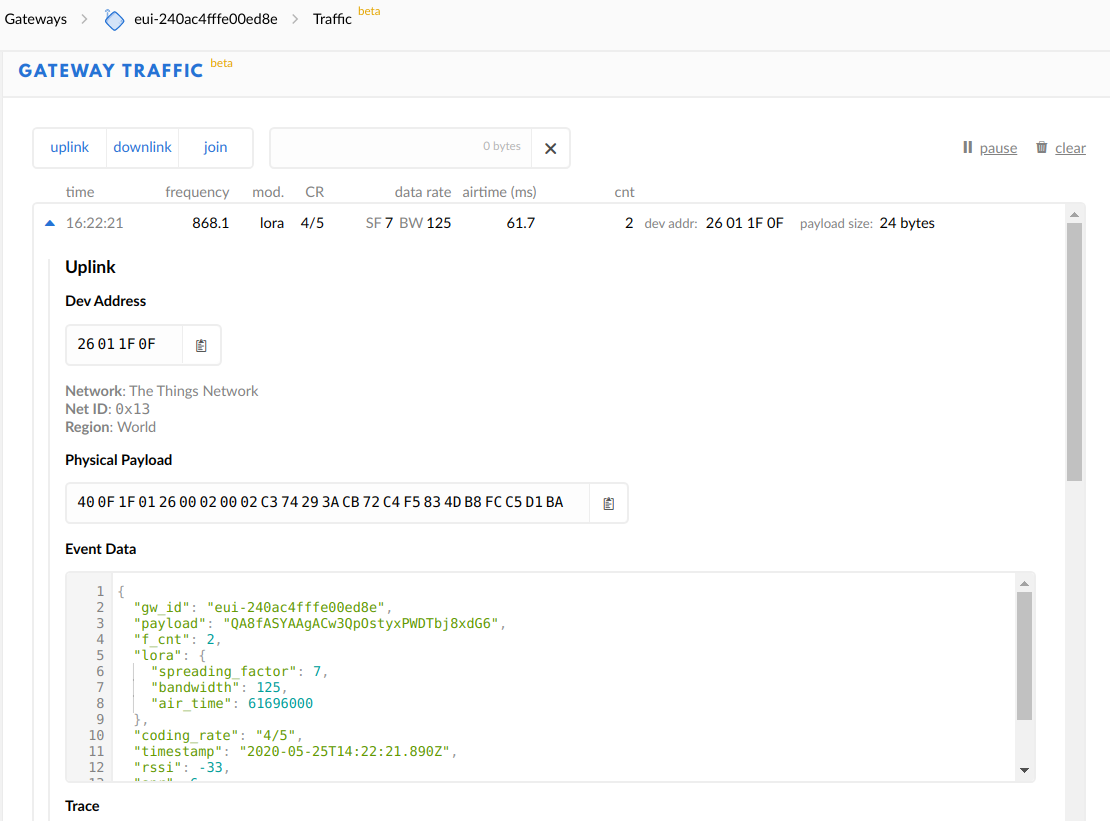 Gateways > eui-240ac4fffe00ed8e > Traffic beta
GATEWAY TRAFFIC beta
uplink downlink join 0 bytes pause clear
time frequency mod. CR data rate airtime (ms) cnt
16:22:21 868.1 lora 4/5 SF 7 BW 125 61.7 2 dev addr: 26 01 1F 0F payload size: 24 bytes
Uplink
Dev Address
26 01 1F 0F
Network: The Things Network
Net ID: 0x13
Region: World
Physical Payload
40 0F 1F 01 26 00 02 00 02 C3 74 29 3A CB 72 C4 F5 83 4D B8 FC C5 D1 BA
Event Data
1 {
2 "gw_id": "eui-240ac4fffe00ed8e",
3 "payload": "QA8fASYAAgACw3QpOstyxPWDTbj8xdG6",
4 "f_cnt": 2,
5 "lora": {
6 "spreading_factor": 7,
7 "bandwidth": 125,
8 "air_time": 61696000
9 },
10 "coding_rate": "4/5",
11 "timestamp": "2020-05-25T14:22:21.890Z",
12 "rssi": -33,
Trace